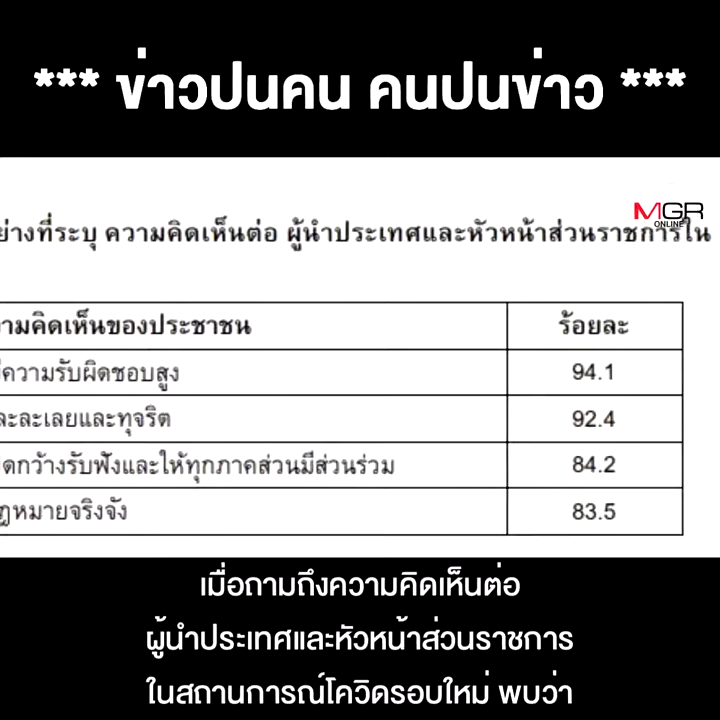 *** ข่าวปนคน คนปนข่าว ***
MGR
ONLINE
ย่างที่ระบุ ความคิดเห็นต่อ ผู้นำประเทศและหัวหน้าส่วนราชการใน
ามคิดเห็นของประชาชน ร้อยละ
ความรับผิดชอบสูง 94.1
ละละเลยและทุจริต 92.4
ดกว้างรับฟังและให้ทุกภาคส่วนมีส่วนร่วม 84.2
ฎหมายจริงจัง 83.5
เมื่อถามถึงความคิดเห็นต่อ
ผู้นำประเทศและหัวหน้าส่วนราชการ
ในสถานการณ์โควิดรอบใหม่ พบว่า